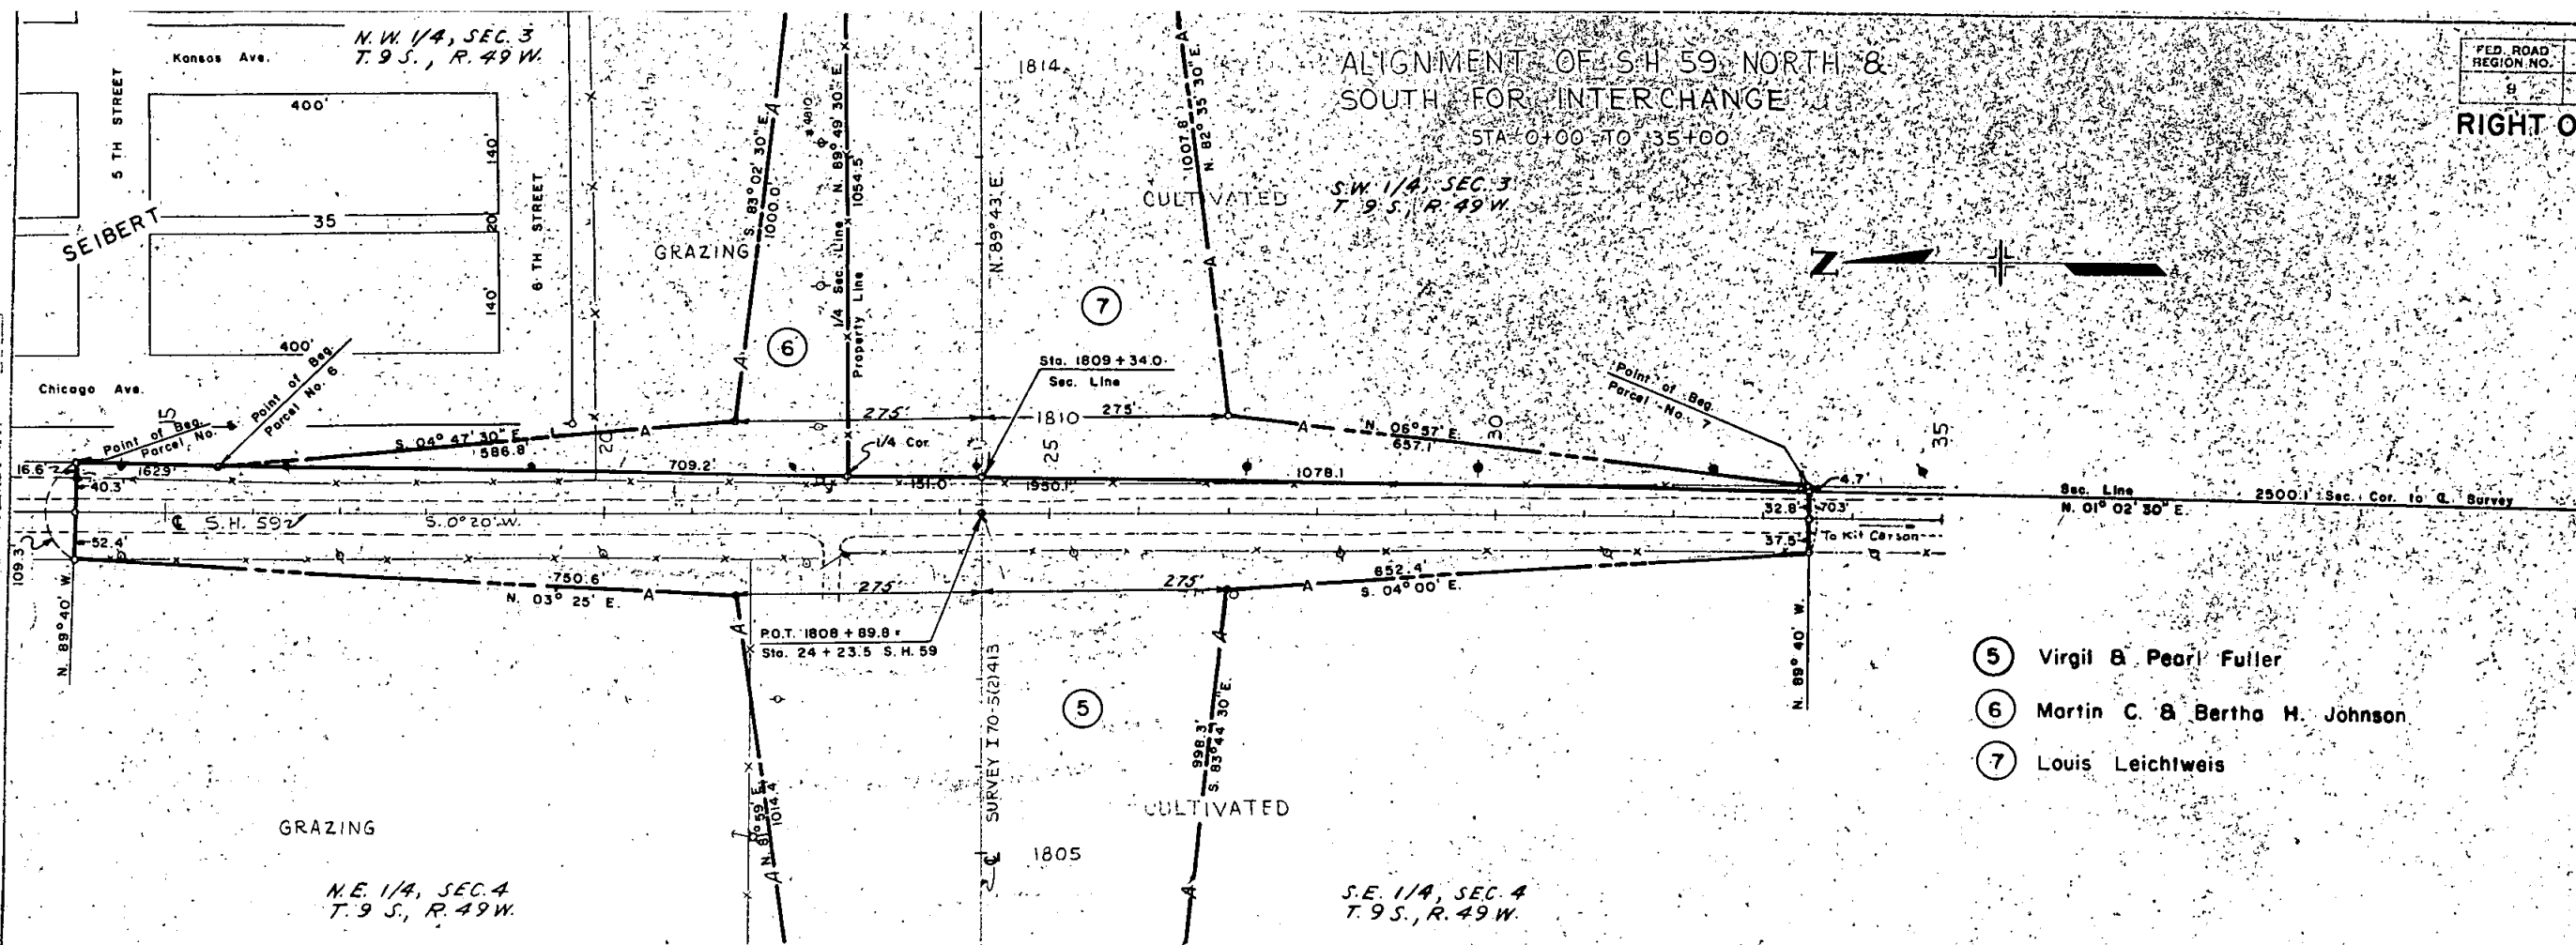 N.W. 1/4, SEC. 3
T. 9 S., R. 49 W.
Kansas Ave.
5 TH STREET
400'
140'
35
20'
SEIBERT
140'
400'
6 TH STREET
Chicago Ave.
GRAZING
S. 83° 02' 30" E.
1000.0
A
#4810
1/4 Sec. Line N. 89° 49' 30" E.
1054.5
Property Line
6
1814
N. 89° 43' E.
1007.8'
N. 82° 35' 30" E.
CULTIVATED
7
ALIGNMENT OF S.H. 59 NORTH &
SOUTH FOR INTERCHANGE
STA. 0+00 TO 35+00
S.W. 1/4, SEC. 3
T. 9 S., R. 49 W.
FED. ROAD
REGION NO.
9
RIGHT O
N
Sta. 1809 + 34.0
Sec. Line
275'
1810
275'
Point of Beg.
Parcel No. 7
Point of Beg.
Parcel No.
Point of Beg.
Parcel No. 6
15
S. 04° 47' 30" E.
586.8'
20
A
1/4 Cor.
25
A
N. 06° 57' E.
657.1'
30
35
16.6'
162.9'
709.2'
151.0'
1950.1'
1078.1
4.7'
40.3'
Sec. Line
N. 01° 02' 30" E.
2500.1' Sec. Cor. to ℄ Survey
℄ S.H. 59
S. 0° 20' W.
32.8'
70.3'
37.5'
To Kit Carson
109.3'
52.4'
N. 89° 40' W.
750.6'
N. 03° 25' E.
A
275'
275'
A
652.4'
S. 04° 00' E.
N. 89° 40' W.
P.O.T. 1808 + 89.8 =
Sta. 24 + 23.5 S.H. 59
SURVEY I 70-5(2)413
5
998.3'
S. 83° 44' 30" E.
N. 81° 59' E.
1014.4
CULTIVATED
GRAZING
℄
1805
N.E. 1/4, SEC. 4
T. 9 S., R. 49 W.
S.E. 1/4, SEC. 4
T. 9 S., R. 49 W.
5 Virgil & Pearl Fuller
6 Martin C. & Bertha H. Johnson
7 Louis Leichtweis